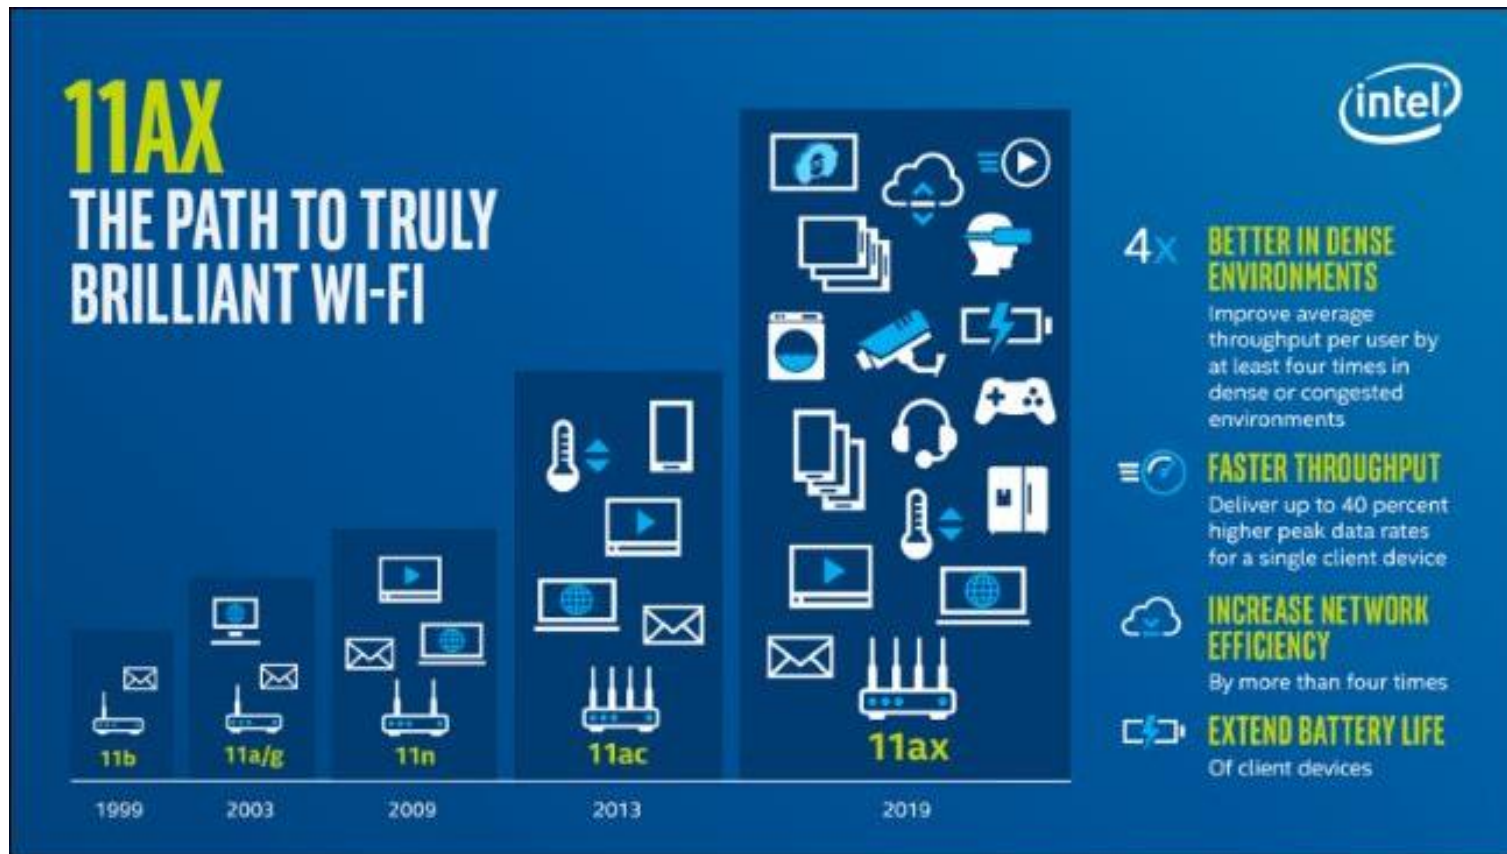 11AX
THE PATH TO TRULY
BRILLIANT WI-FI
intel
4x
BETTER IN DENSE
ENVIRONMENTS
Improve average
throughput per user by
at least four times in
dense or congested
environments
FASTER THROUGHPUT
Deliver up to 40 percent
higher peak data rates
for a single client device
INCREASE NETWORK
EFFICIENCY
By more than four times
EXTEND BATTERY LIFE
Of client devices
11b
11a/g
11n
11ac
11ax
1999
2003
2009
2013
2019